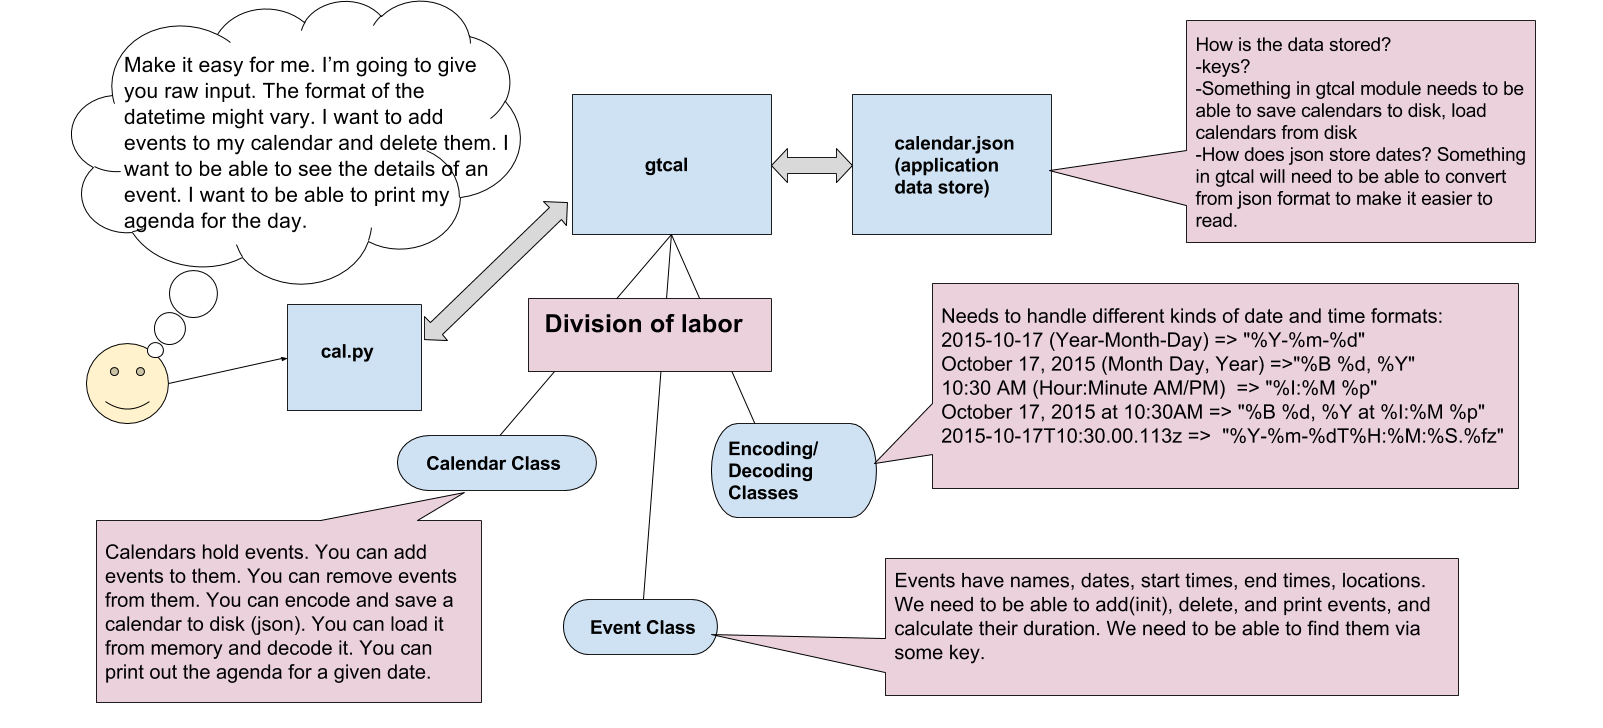 Make it easy for me. I’m going to give
you raw input. The format of the
datetime might vary. I want to add
events to my calendar and delete them. I
want to be able to see the details of an
event. I want to be able to print my
agenda for the day.
cal.py
gtcal
calendar.json
(application
data store)
How is the data stored?
-keys?
-Something in gtcal module needs to be
able to save calendars to disk, load
calendars from disk
-How does json store dates? Something
in gtcal will need to be able to convert
from json format to make it easier to
read.
Division of labor
Calendar Class
Encoding/
Decoding
Classes
Event Class
Needs to handle different kinds of date and time formats:
2015-10-17 (Year-Month-Day) => "%Y-%m-%d"
October 17, 2015 (Month Day, Year) =>"%B %d, %Y"
10:30 AM (Hour:Minute AM/PM)  => "%I:%M %p"
October 17, 2015 at 10:30AM => "%B %d, %Y at %I:%M %p"
2015-10-17T10:30.00.113z =>  "%Y-%m-%dT%H:%M:%S.%fz"
Calendars hold events. You can add
events to them. You can remove events
from them. You can encode and save a
calendar to disk (json). You can load it
from memory and decode it. You can
print out the agenda for a given date.
Events have names, dates, start times, end times, locations.
We need to be able to add(init), delete, and print events, and
calculate their duration. We need to be able to find them via
some key.